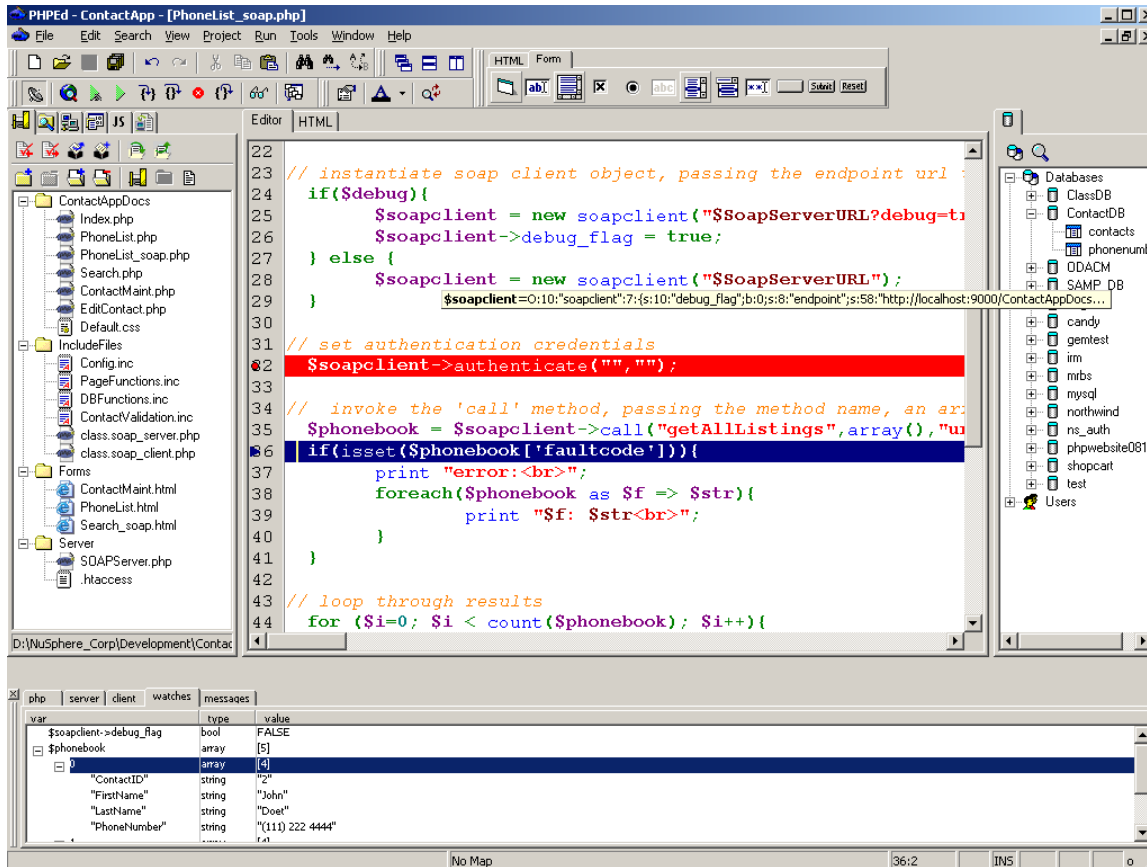 PHPEd - ContactApp - [PhoneList_soap.php]
File Edit Search View Project Run Tools Window Help
HTML Form
abI abc Submit Reset
JS
Editor HTML
ContactAppDocs
Index.php
PhoneList.php
PhoneList_soap.php
Search.php
ContactMaint.php
EditContact.php
Default.css
IncludeFiles
Config.inc
PageFunctions.inc
DBFunctions.inc
ContactValidation.inc
class.soap_server.php
class.soap_client.php
Forms
ContactMaint.html
PhoneList.html
Search_soap.html
Server
SOAPServer.php
.htaccess
D:\NuSphere_Corp\Development\Contac
22
23 // instantiate soap client object, passing the endpoint url
24 if($debug){
25 $soapclient = new soapclient("$SoapServerURL?debug=tr
26 $soapclient->debug_flag = true;
27 } else {
28 $soapclient = new soapclient("$SoapServerURL");
$soapclient=O:10:"soapclient":7:{s:10:"debug_flag";b:0;s:8:"endpoint";s:58:"http://localhost:9000/ContactAppDocs...
29 }
30
31 // set authentication credentials
32 $soapclient->authenticate("","");
33
34 // invoke the 'call' method, passing the method name, an ar
35 $phonebook = $soapclient->call("getAllListings",array(),"u
36 if(isset($phonebook['faultcode'])){
37 print "error:<br>";
38 foreach($phonebook as $f => $str){
39 print "$f: $str<br>";
40 }
41 }
42
43 // loop through results
44 for ($i=0; $i < count($phonebook); $i++){
Databases
ClassDB
ContactDB
contacts
phonenuml
ODACM
SAMP_DB
candy
gemtest
irm
mrbs
mysql
northwind
ns_auth
phpwebsite081
shopcart
test
Users
php server client watches messages
var type value
$soapclient->debug_flag bool FALSE
$phonebook array [5]
0 array [4]
"ContactID" string "2"
"FirstName" string "John"
"LastName" string "Doet"
"PhoneNumber" string "(111) 222 4444"
No Map 36:2 INS o